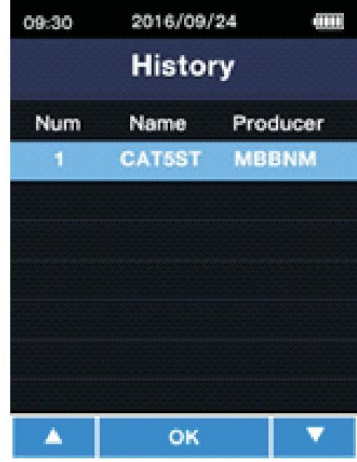 09:30 2016/09/24
History
Num Name Producer
1 CAT5ST MBBNM
OK